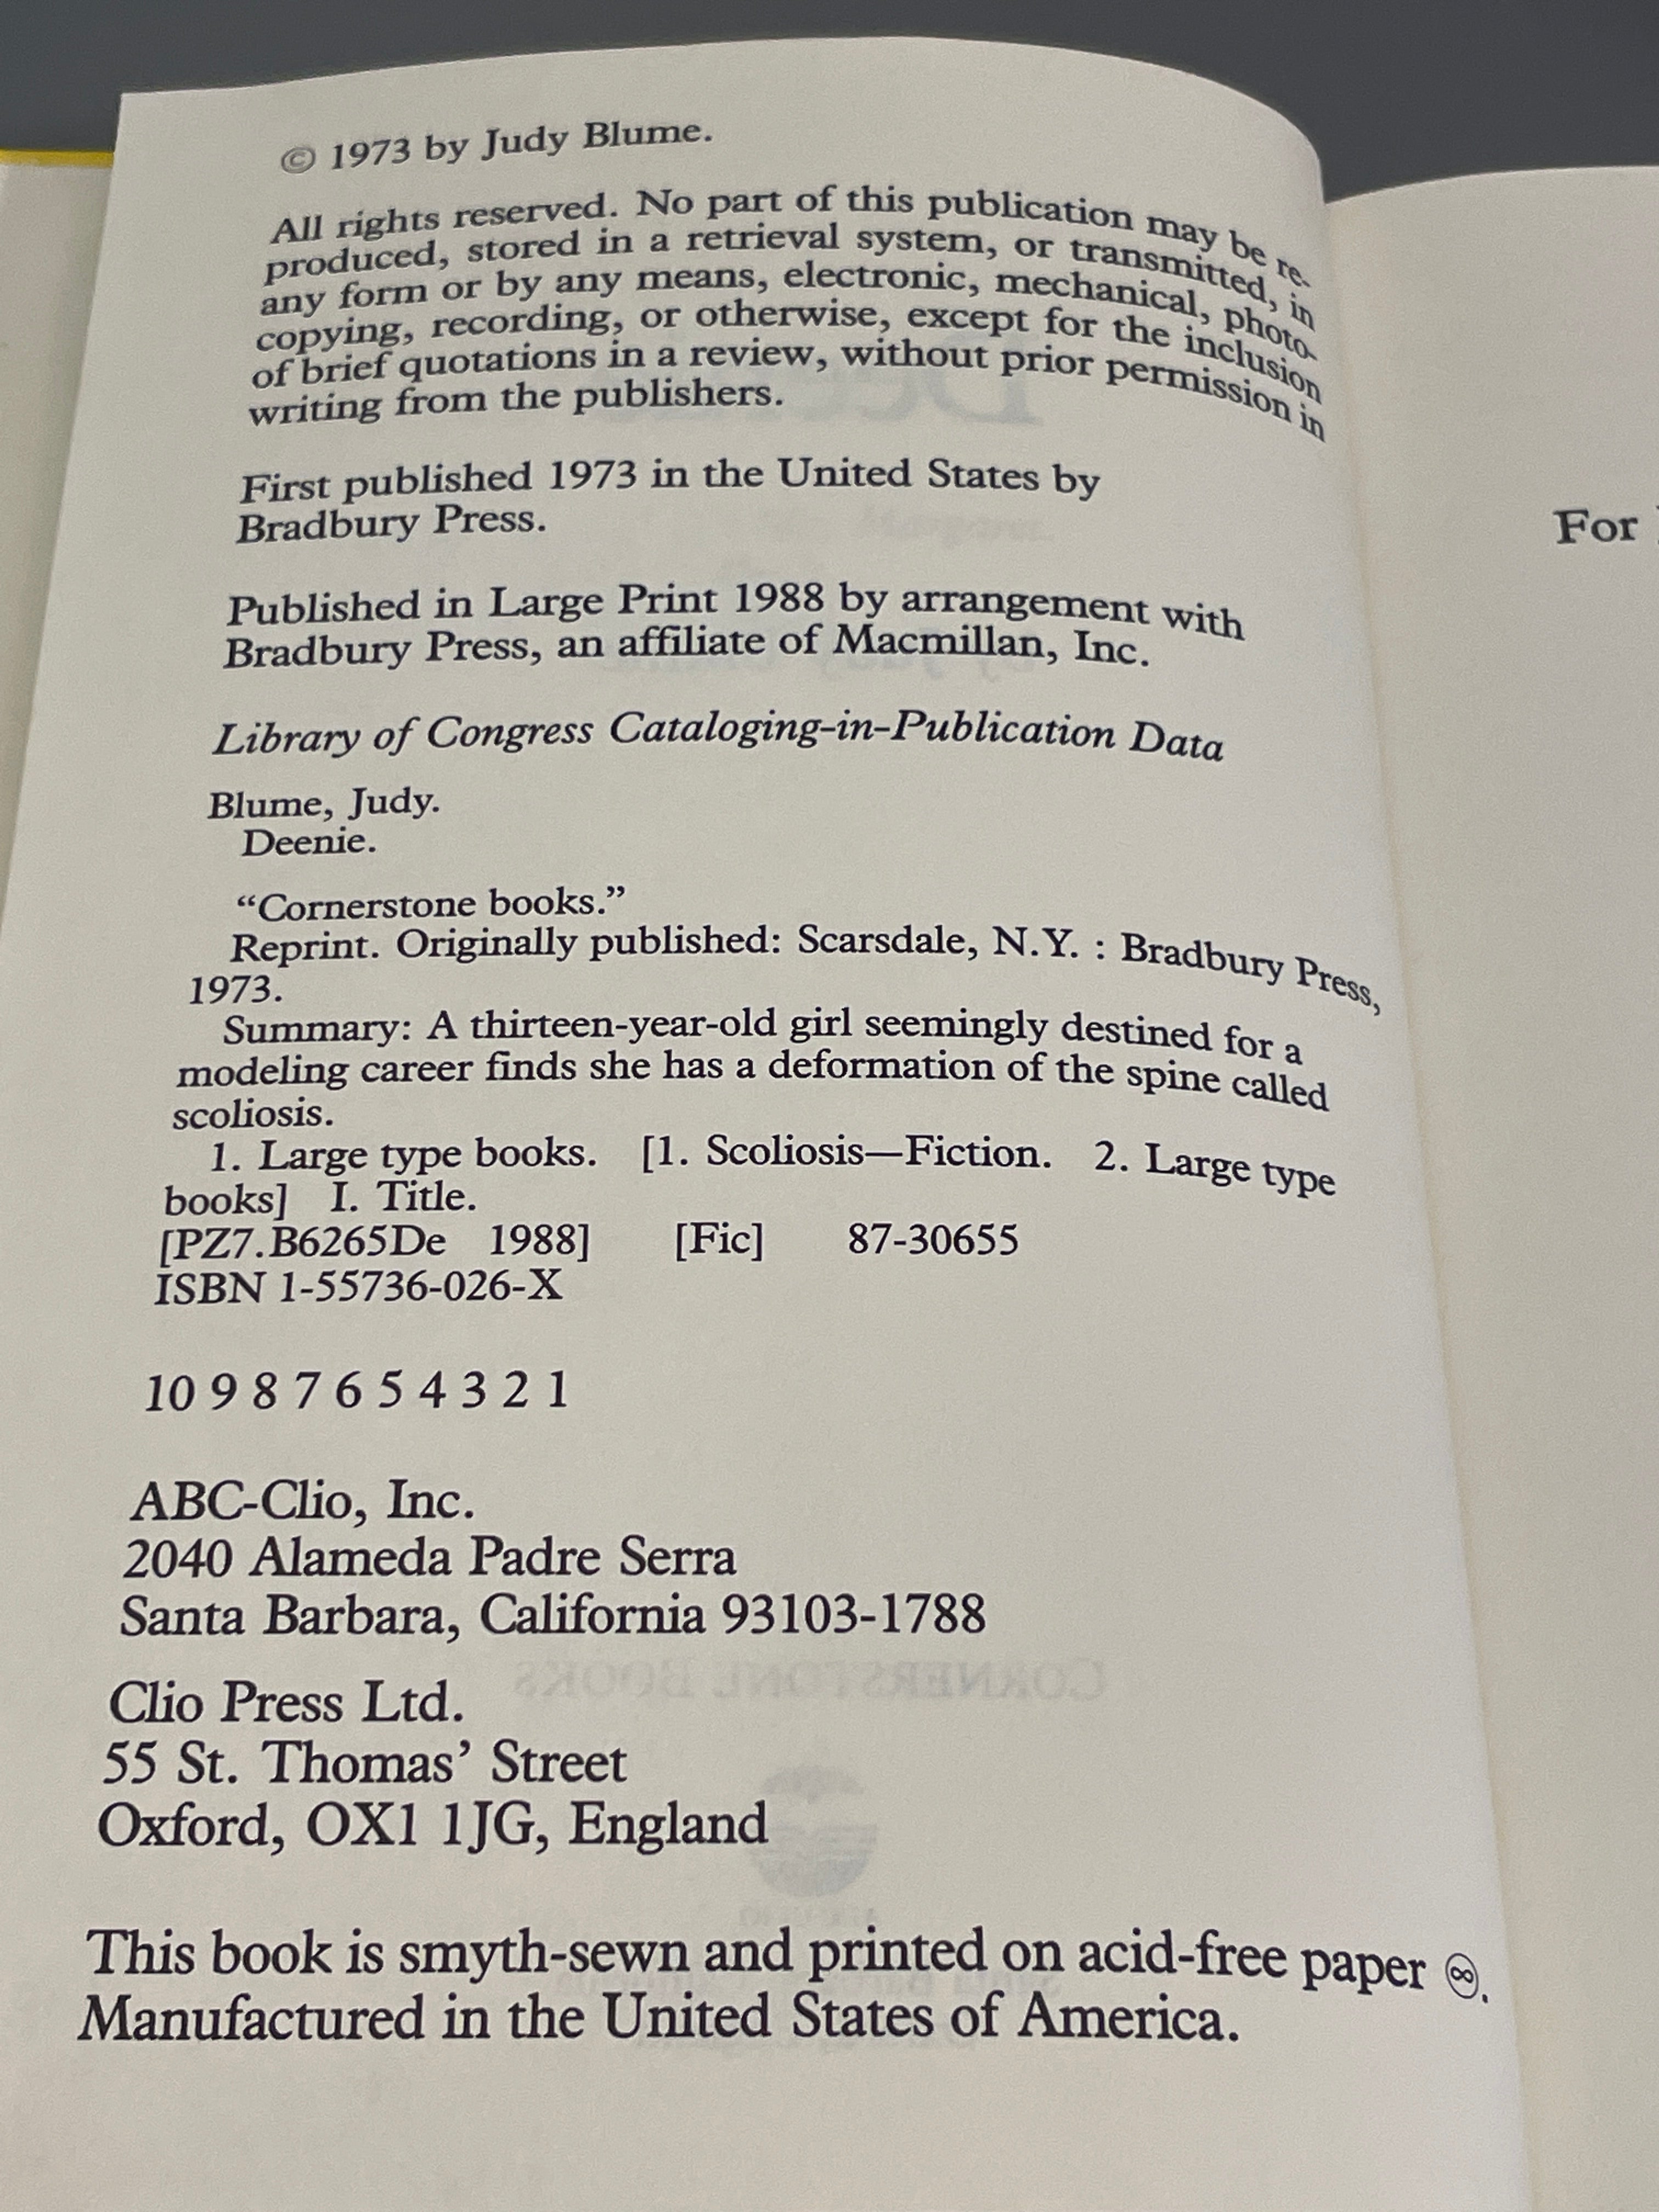 © 1973 by Judy Blume.
All rights reserved. No part of this publication may be re-
produced, stored in a retrieval system, or transmitted, in
any form or by any means, electronic, mechanical, photo-
copying, recording, or otherwise, except for the inclusion
of brief quotations in a review, without prior permission in
writing from the publishers.
First published 1973 in the United States by
Bradbury Press.
Published in Large Print 1988 by arrangement with
Bradbury Press, an affiliate of Macmillan, Inc.
Library of Congress Cataloging-in-Publication Data
Blume, Judy.
Deenie.
“Cornerstone books.”
Reprint. Originally published: Scarsdale, N.Y. : Bradbury Press,
1973.
Summary: A thirteen-year-old girl seemingly destined for a
modeling career finds she has a deformation of the spine called
scoliosis.
1. Large type books. [1. Scoliosis—Fiction. 2. Large type
books] I. Title.
[PZ7.B6265De 1988] [Fic] 87-30655
ISBN 1-55736-026-X
10 9 8 7 6 5 4 3 2 1
ABC-Clio, Inc.
2040 Alameda Padre Serra
Santa Barbara, California 93103-1788
Clio Press Ltd.
55 St. Thomas’ Street
Oxford, OX1 1JG, England
This book is smyth-sewn and printed on acid-free paper ♾.
Manufactured in the United States of America.
For